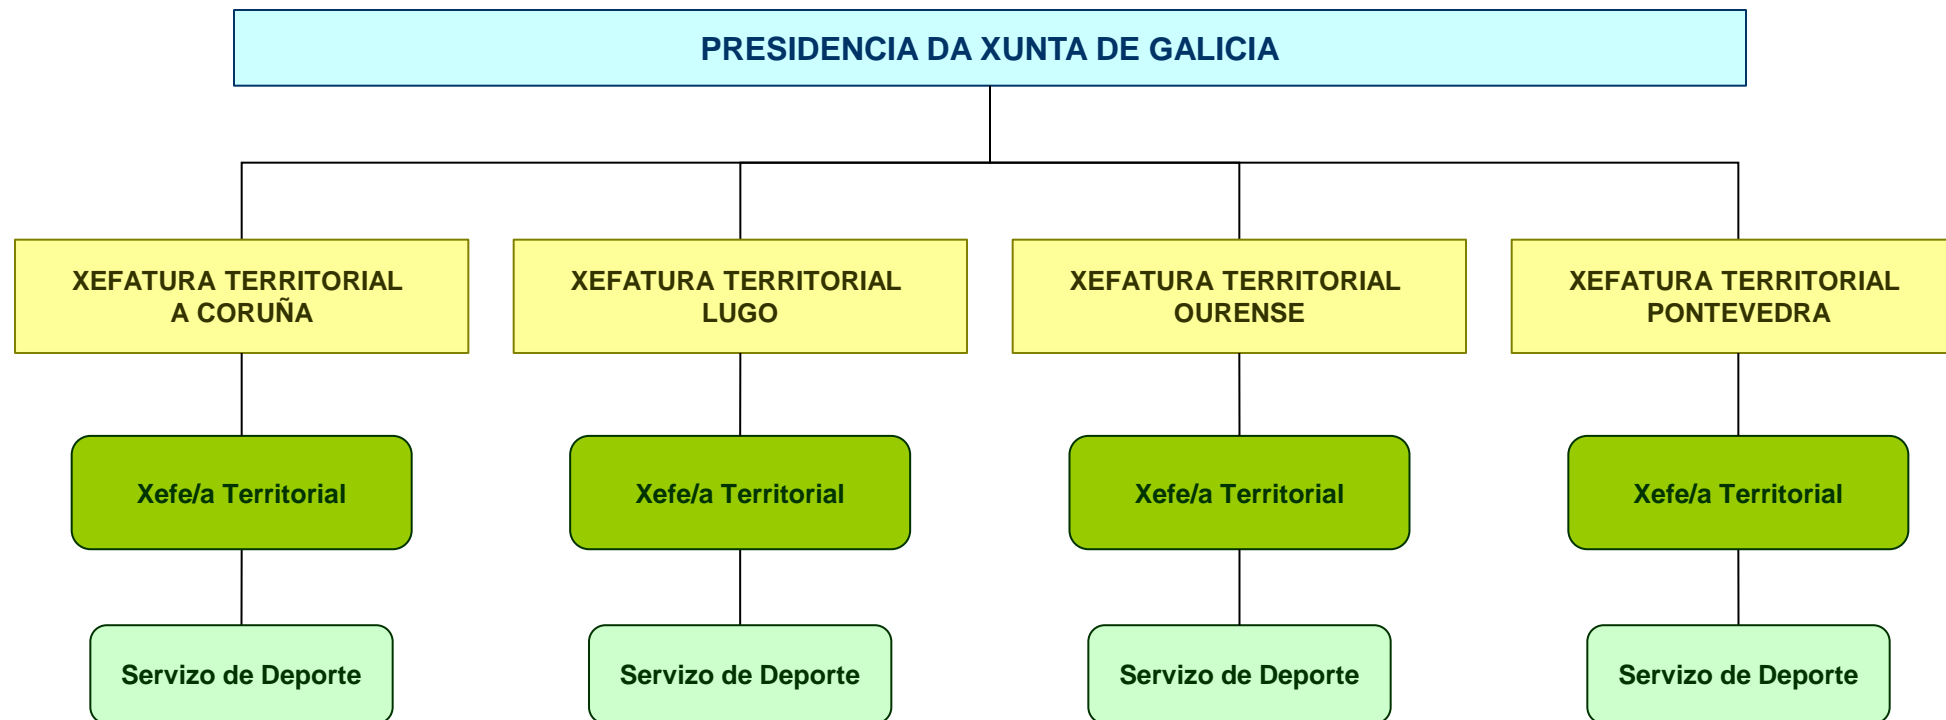 PRESIDENCIA DA XUNTA DE GALICIA
XEFATURA TERRITORIAL
A CORUÑA
XEFATURA TERRITORIAL
LUGO
XEFATURA TERRITORIAL
OURENSE
XEFATURA TERRITORIAL
PONTEVEDRA
Xefe/a Territorial
Xefe/a Territorial
Xefe/a Territorial
Xefe/a Territorial
Servizo de Deporte
Servizo de Deporte
Servizo de Deporte
Servizo de Deporte